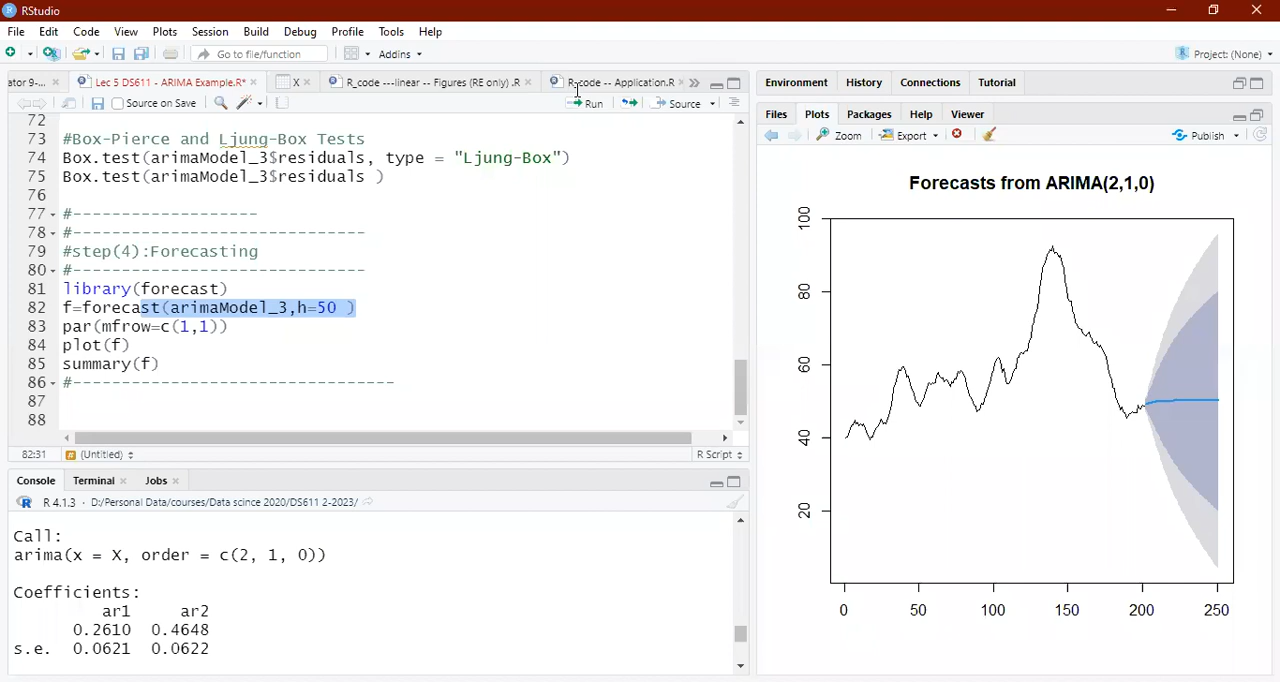 RStudio
File Edit Code View Plots Session Build Debug Profile Tools Help
Go to file/function Addins Project: (None)
ator 9-... Lec 5 DS611 - ARIMA Example.R* X R_code ---linear -- Figures (RE only) .R R_code -- Application.R
Source on Save Run Source
72
73 #Box-Pierce and Ljung-Box Tests
74 Box.test(arimaModel_3$residuals, type = "Ljung-Box")
75 Box.test(arimaModel_3$residuals )
76
77 #--------------------
78 #-----------------------------
79 #step(4):Forecasting
80 #-----------------------------
81 library(forecast)
82 f=forecast(arimaModel_3,h=50 )
83 par(mfrow=c(1,1))
84 plot(f)
85 summary(f)
86 #--------------------------------
87
88
82:31 # (Untitled) R Script
Console Terminal Jobs
R R 4.1.3 · D:/Personal Data/courses/Data scince 2020/DS611 2-2023/
Call:
arima(x = X, order = c(2, 1, 0))
Coefficients:
ar1 ar2
0.2610 0.4648
s.e. 0.0621 0.0622
Environment History Connections Tutorial
Files Plots Packages Help Viewer
Zoom Export Publish
Forecasts from ARIMA(2,1,0)
100
80
60
40
20
0 50 100 150 200 250